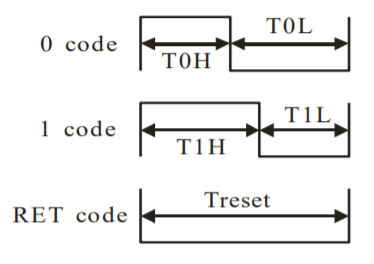 0 code
T0H
T0L
1 code
T1H
T1L
RET code
Treset